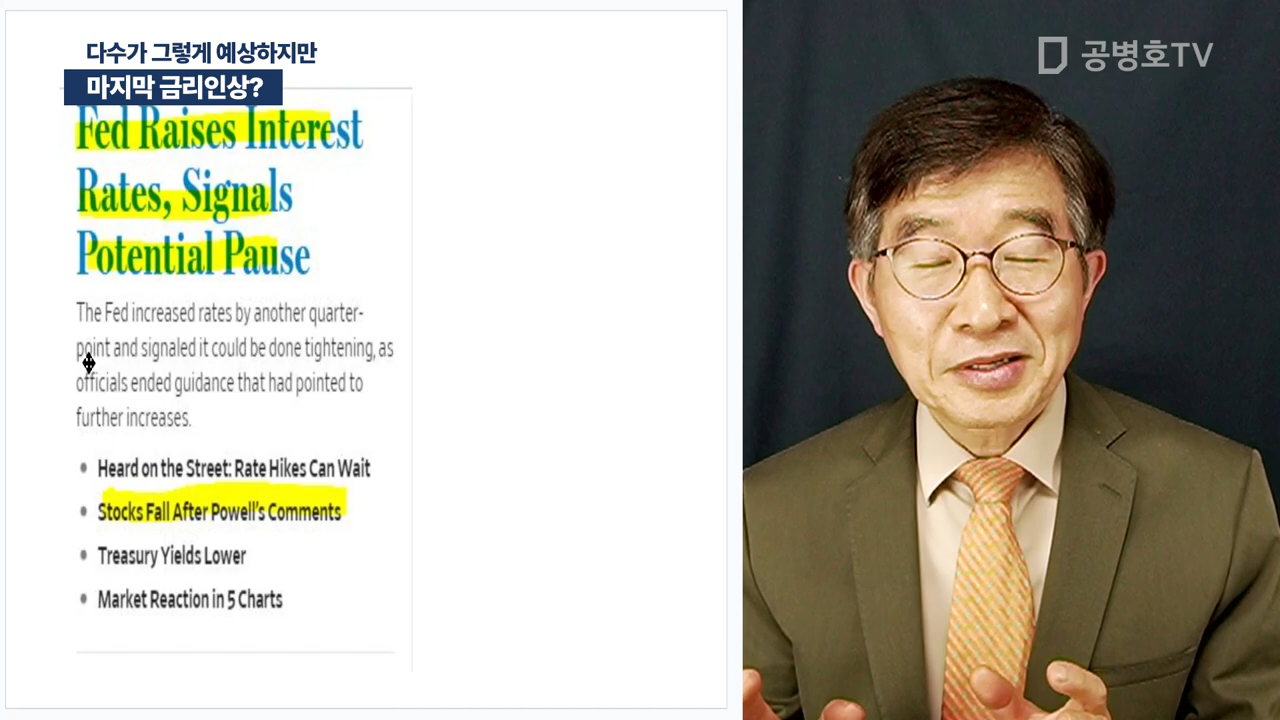 다수가 그렇게 예상하지만
마지막 금리인상?
공병호TV
Fed Raises Interest
Rates, Signals
Potential Pause
The Fed increased rates by another quarter-
point and signaled it could be done tightening, as
officials ended guidance that had pointed to
further increases.
• Heard on the Street: Rate Hikes Can Wait
• Stocks Fall After Powell's Comments
• Treasury Yields Lower
• Market Reaction in 5 Charts